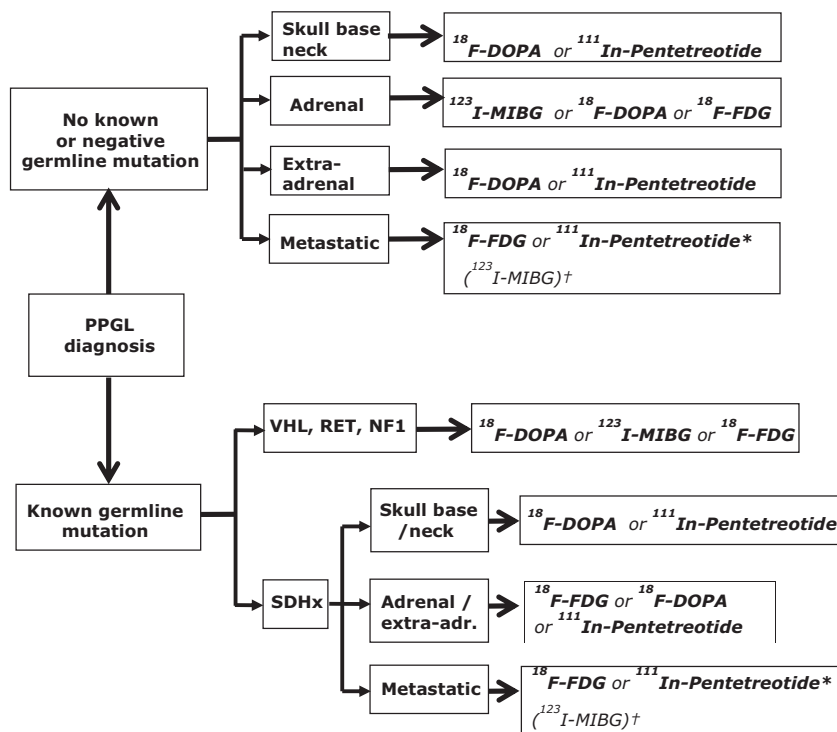 Skull base
neck
¹⁸F-DOPA or ¹¹¹In-Pentetreotide
No known
or negative
germline mutation
Adrenal
¹²³I-MIBG or ¹⁸F-DOPA or ¹⁸F-FDG
Extra-
adrenal
¹⁸F-DOPA or ¹¹¹In-Pentetreotide
Metastatic
¹⁸F-FDG or ¹¹¹In-Pentetreotide*
(¹²³I-MIBG)†
PPGL
diagnosis
Known germline
mutation
VHL, RET, NF1
¹⁸F-DOPA or ¹²³I-MIBG or ¹⁸F-FDG
SDHx
Skull base
/neck
¹⁸F-DOPA or ¹¹¹In-Pentetreotide
Adrenal /
extra-adr.
¹⁸F-FDG or ¹⁸F-DOPA
or ¹¹¹In-Pentetreotide
Metastatic
¹⁸F-FDG or ¹¹¹In-Pentetreotide*
(¹²³I-MIBG)†